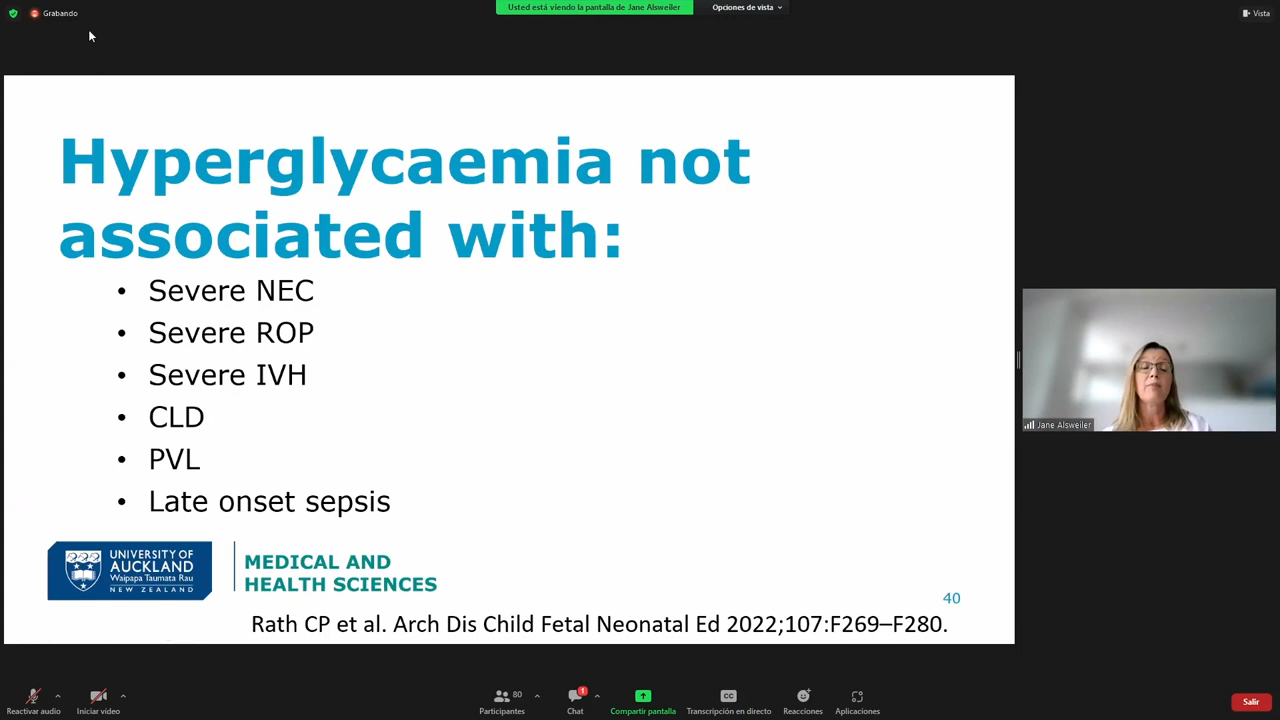 Grabando
Usted está viendo la pantalla de Jane Alsweiler
Opciones de vista
Vista
Hyperglycaemia not
associated with:
• Severe NEC
• Severe ROP
• Severe IVH
• CLD
• PVL
• Late onset sepsis
UNIVERSITY OF
AUCKLAND
Waipapa Taumata Rau
NEW ZEALAND
MEDICAL AND
HEALTH SCIENCES
40
Rath CP et al. Arch Dis Child Fetal Neonatal Ed 2022;107:F269–F280.
Jane Alsweiler
Reactivar audio
Iniciar video
80
Participantes
1
Chat
Compartir pantalla
CC
Transcripción en directo
Reacciones
Aplicaciones
Salir